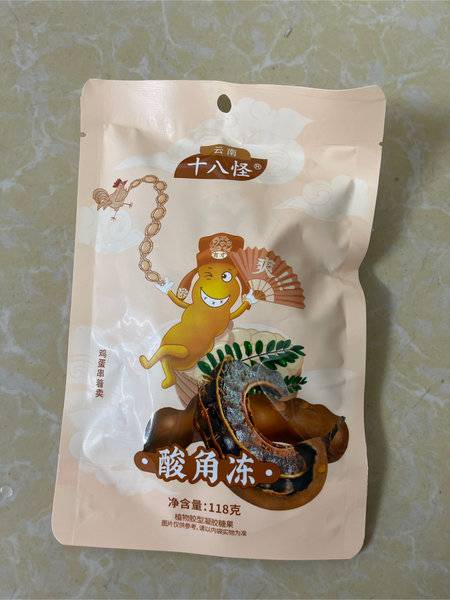 云南
十八怪®
爽
鸡蛋串着卖
·酸角冻·
净含量:118克
植物胶型凝胶糖果
图片仅供参考,请以内袋实物为准